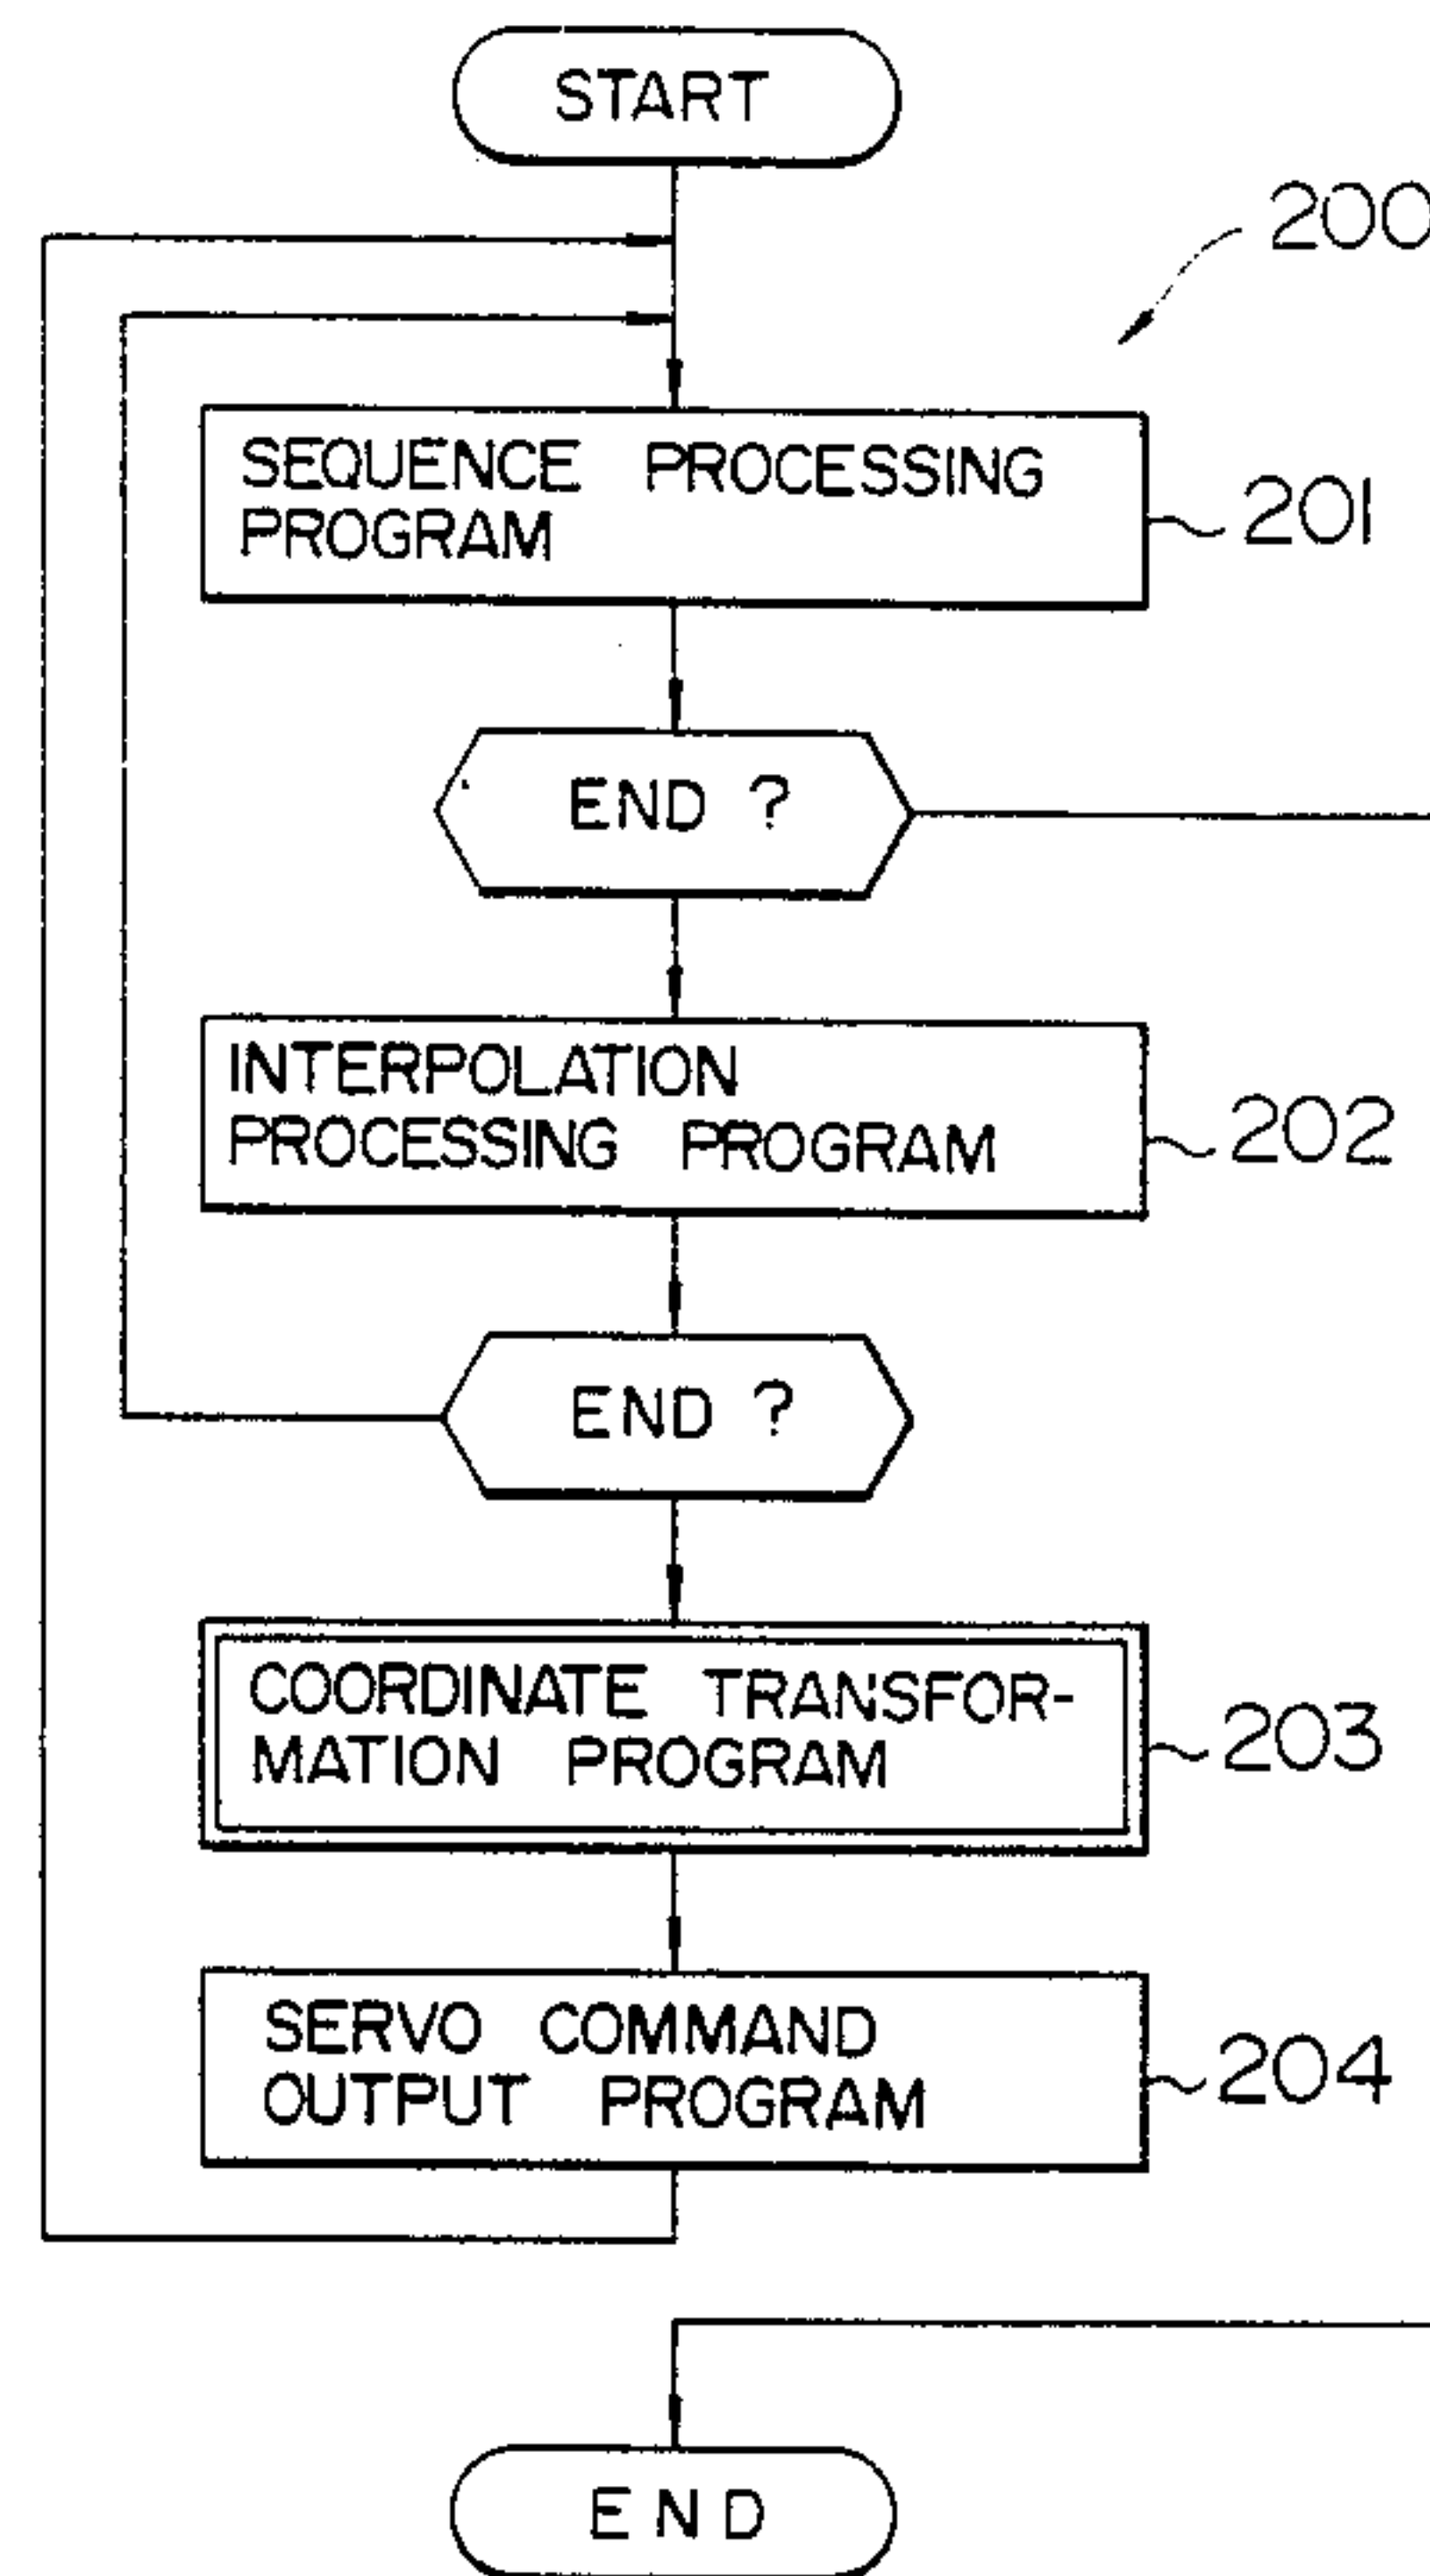 START
200
SEQUENCE PROCESSING
PROGRAM
201
END ?
INTERPOLATION
PROCESSING PROGRAM
202
END ?
COORDINATE TRANSFOR-
MATION PROGRAM
203
SERVO COMMAND
OUTPUT PROGRAM
204
END